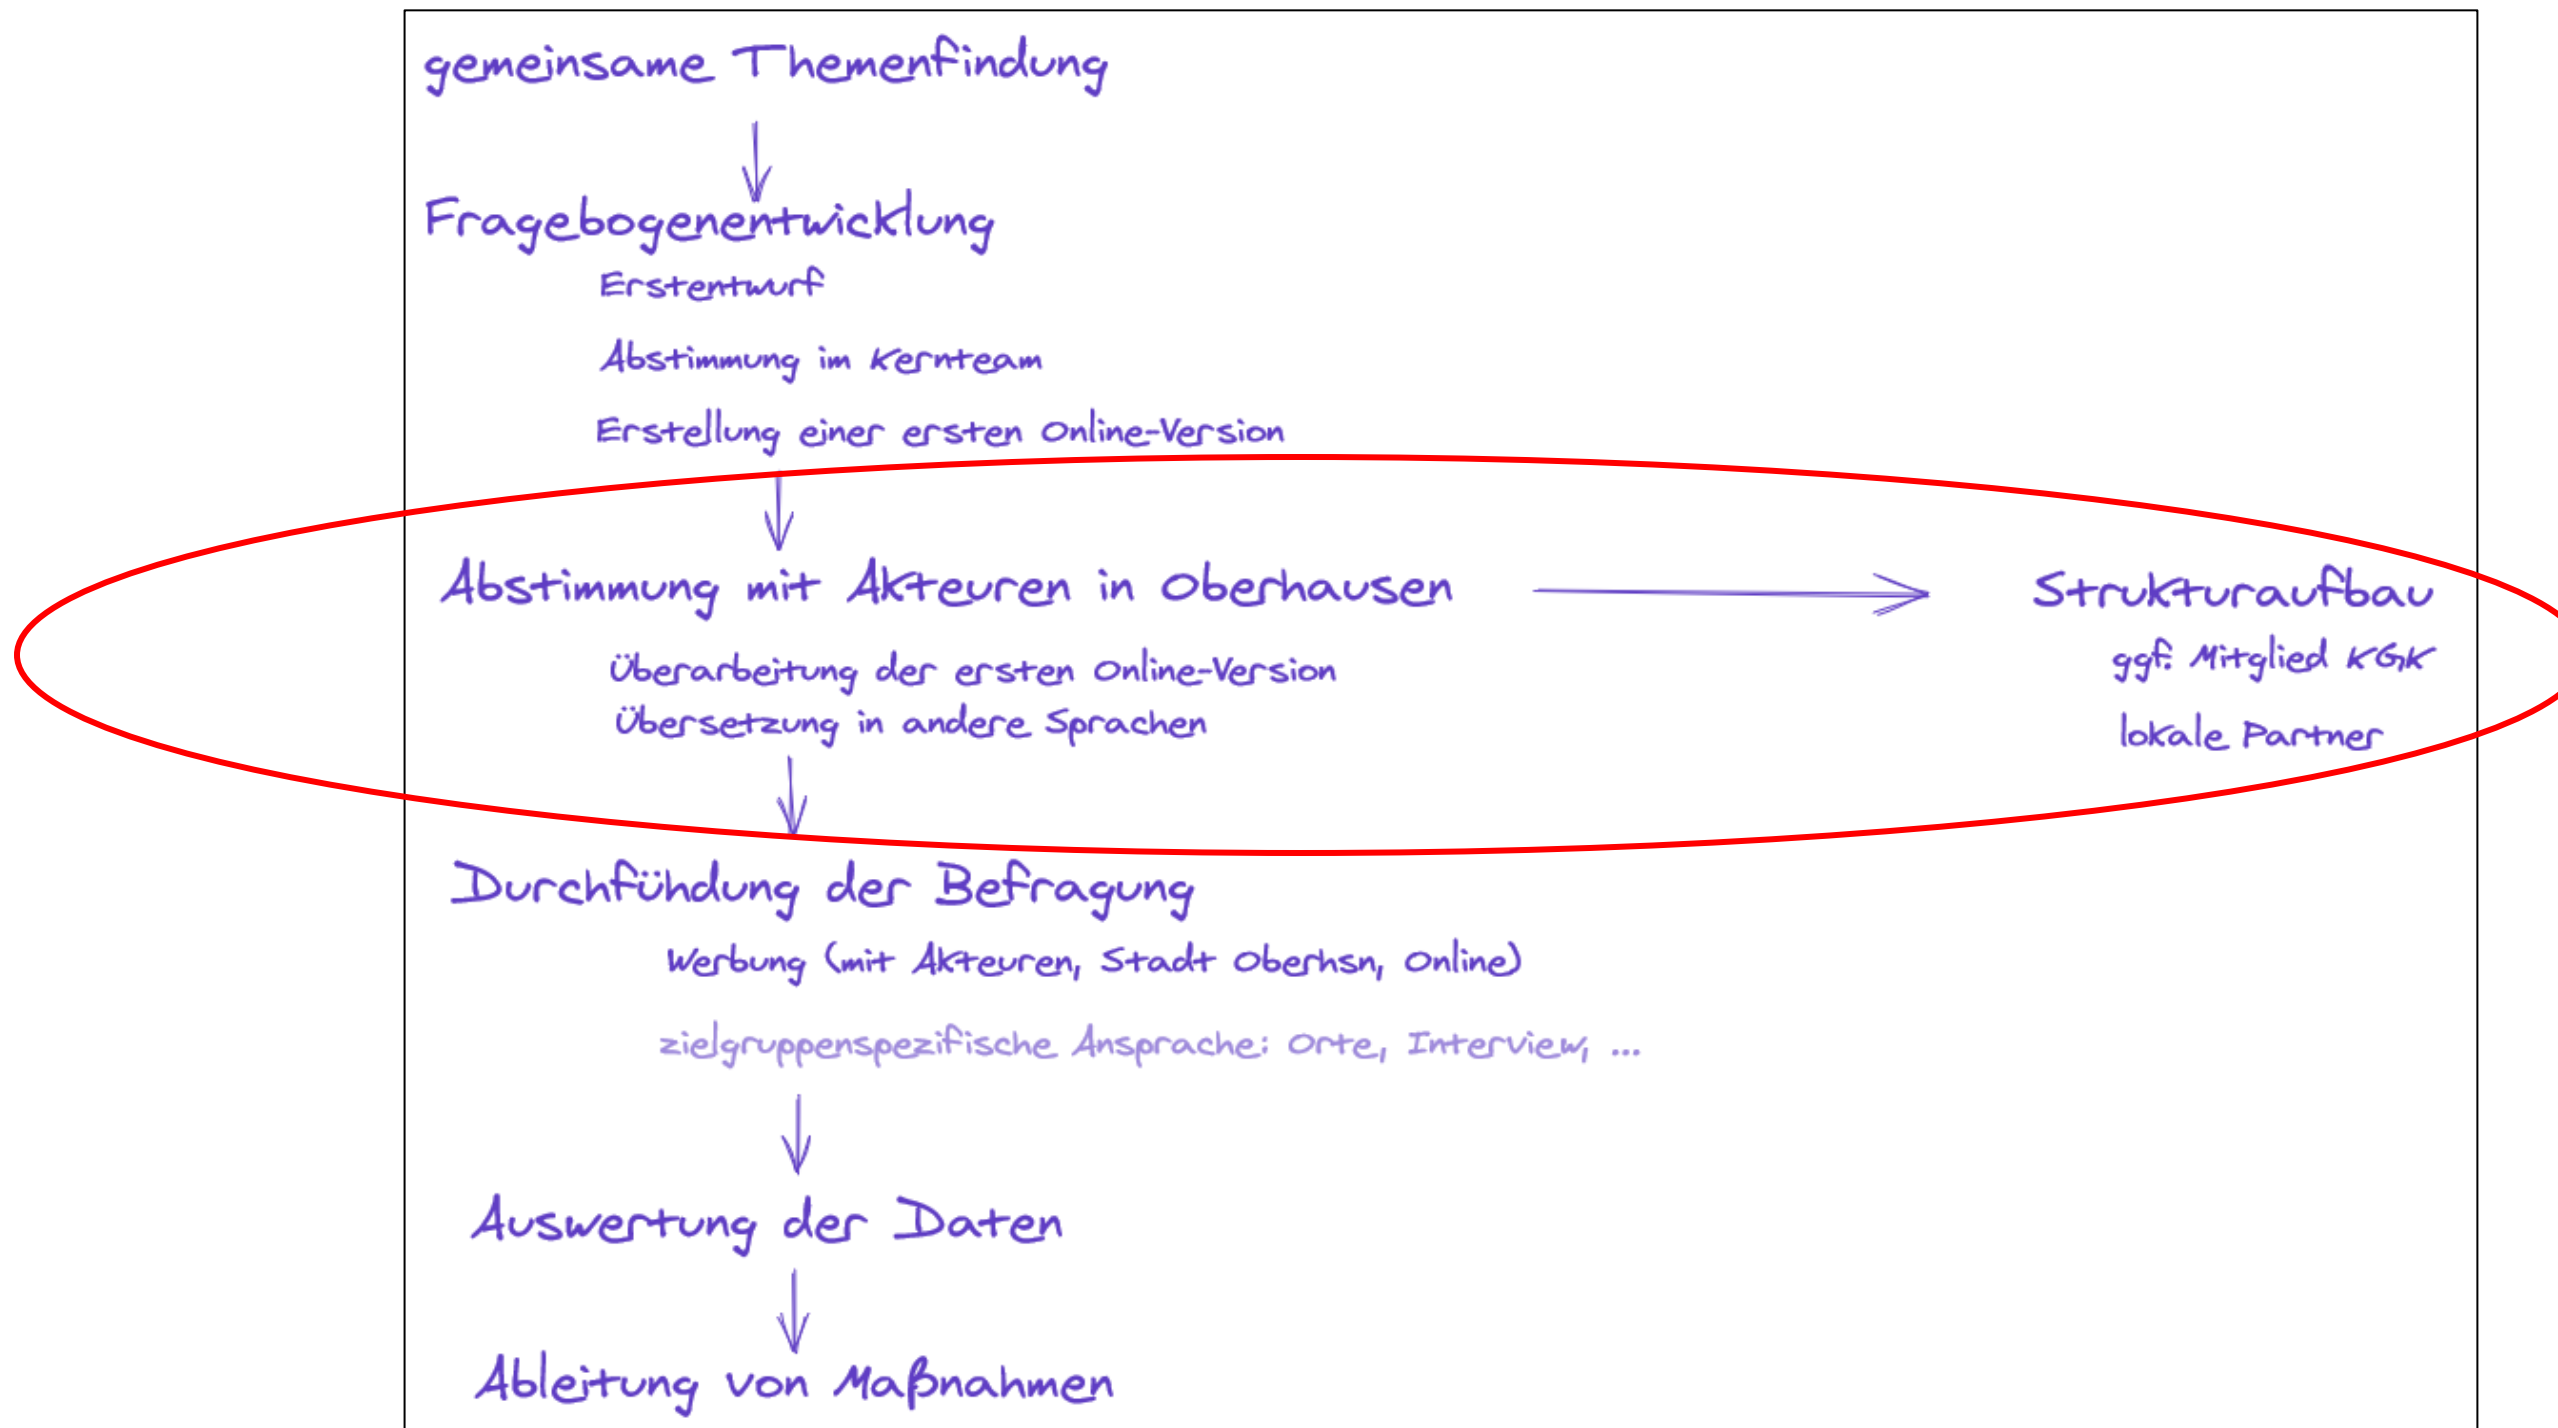 gemeinsame Themenfindung
Fragebogenentwicklung
Erstentwurf
Abstimmung im Kernteam
Erstellung einer ersten Online-Version
Abstimmung mit Akteuren in Oberhausen
Überarbeitung der ersten Online-Version
Übersetzung in andere Sprachen
Strukturaufbau
ggf. Mitglied KGK
lokale Partner
Durchfühdung der Befragung
Werbung (mit Akteuren, Stadt Oberhsn, Online)
zielgruppenspezifische Ansprache: Orte, Interview, ...
Auswertung der Daten
Ableitung von Maßnahmen